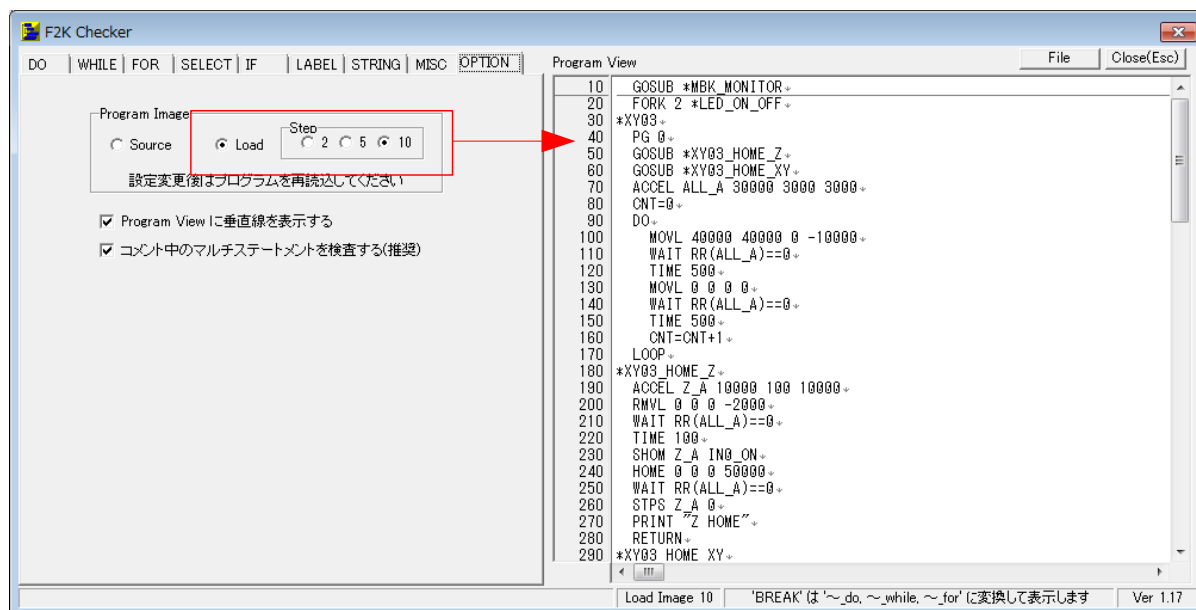 F2K Checker
DO WHILE FOR SELECT IF LABEL STRING MISC OPTION
Program View
File Close(Esc)
Program Image
Source Load
Step
2 5 10
設定変更後はプログラムを再読込してください
Program Viewに垂直線を表示する
コメント中のマルチステートメントを検査する(推奨)
10 GOSUB *MBK_MONITOR
20 FORK 2 *LED_ON_OFF
30 *XY03
40 PG 0
50 GOSUB *XY03_HOME_Z
60 GOSUB *XY03_HOME_XY
70 ACCEL ALL_A 30000 3000 3000
80 CNT=0
90 DO
100 MOVL 40000 40000 0 -10000
110 WAIT RR(ALL_A)==0
120 TIME 500
130 MOVL 0 0 0 0
140 WAIT RR(ALL_A)==0
150 TIME 500
160 CNT=CNT+1
170 LOOP
180 *XY03_HOME_Z
190 ACCEL Z_A 10000 100 10000
200 RMVL 0 0 0 -2000
210 WAIT RR(ALL_A)==0
220 TIME 100
230 SHOM Z_A IN0_ON
240 HOME 0 0 0 50000
250 WAIT RR(ALL_A)==0
260 STPS Z_A 0
270 PRINT "Z HOME"
280 RETURN
290 *XY03_HOME_XY
Load Image 10 'BREAK' は '～_do, ～_while, ～_for' に変換して表示します Ver 1.17